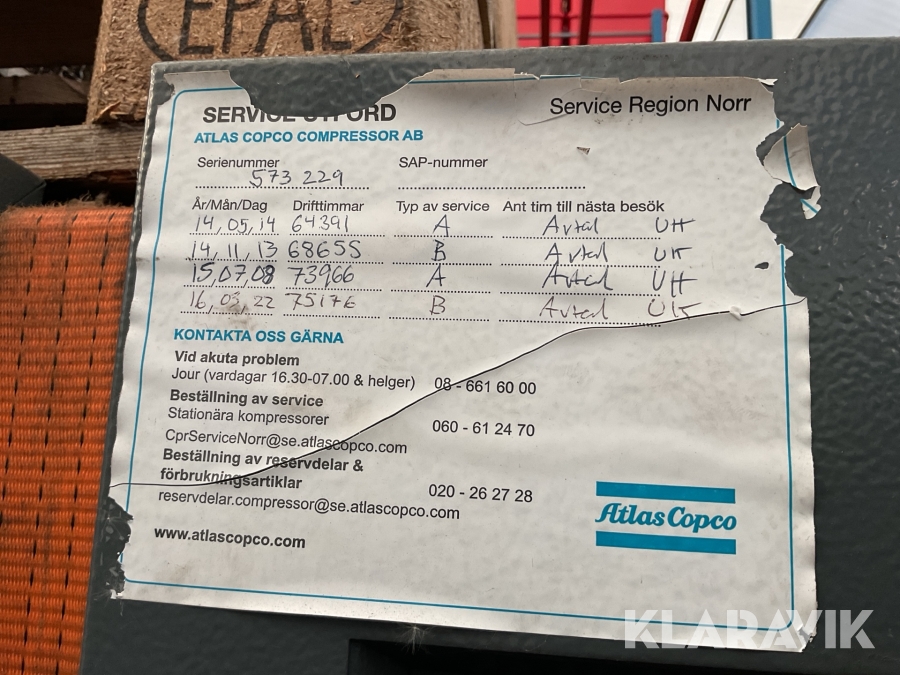 EPAL
SERVICE UTFÖRD
Service Region Norr
ATLAS COPCO COMPRESSOR AB
Serienummer 573 229 SAP-nummer
År/Mån/Dag Drifttimmar Typ av service Ant tim till nästa besök
14,05,14 64391 A Avtal UH
14,11,13 68655 B Avtal UH
15,07,08 73966 A Avtal UH
16,03,22 75176 B Avtal UH
KONTAKTA OSS GÄRNA
Vid akuta problem
Jour (vardagar 16.30-07.00 & helger) 08 - 661 60 00
Beställning av service
Stationära kompressorer 060 - 61 24 70
CprServiceNorr@se.atlascopco.com
Beställning av reservdelar &
förbrukningsartiklar 020 - 26 27 28
reservdelar.compressor@se.atlascopco.com
www.atlascopco.com
Atlas Copco
KLARAVIK